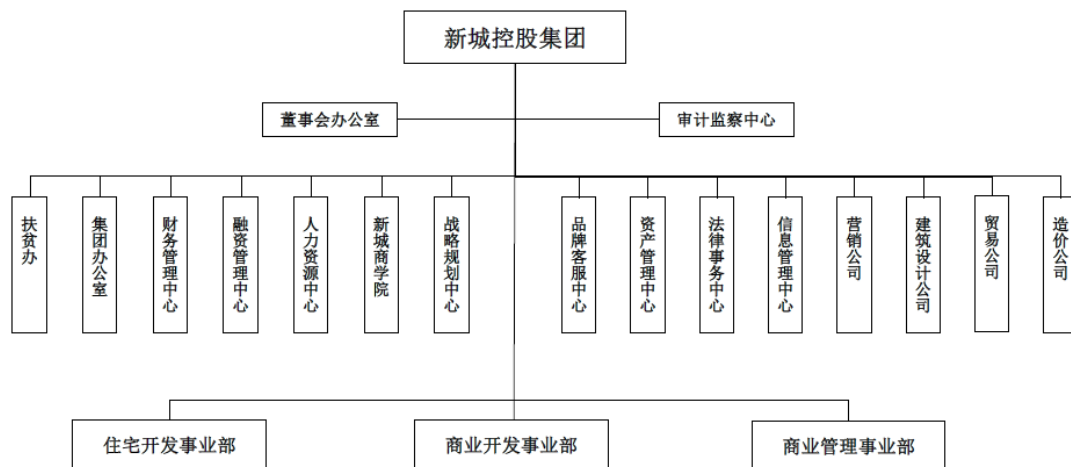 新城控股集团
董事会办公室
审计监察中心
扶贫办
集团办公室
财务管理中心
融资管理中心
人力资源中心
新城商学院
战略规划中心
品牌客服中心
资产管理中心
法律事务中心
信息管理中心
营销公司
建筑设计公司
贸易公司
造价公司
住宅开发事业部
商业开发事业部
商业管理事业部